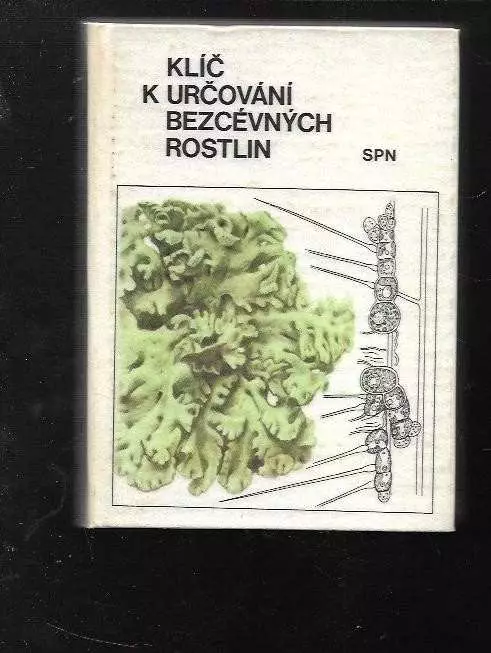 KLÍČ
K URČOVÁNÍ
BEZCÉVNÝCH
ROSTLIN
SPN